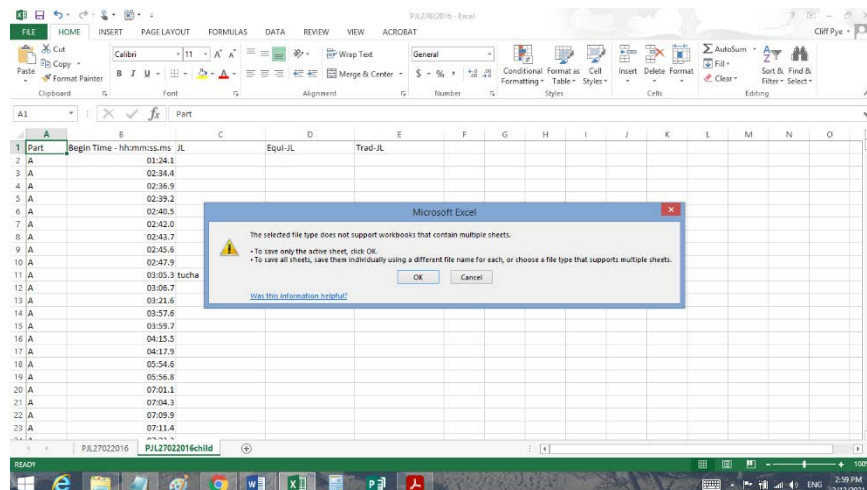 PJL27022016 - Excel
FILE HOME INSERT PAGE LAYOUT FORMULAS DATA REVIEW VIEW ACROBAT
Cliff Pye
Cut
Copy
Format Painter
Paste
Calibri 11
Wrap Text
Merge & Center
General
Conditional Formatting
Format as Table
Cell Styles
Insert Delete Format
AutoSum
Fill
Clear
Sort & Filter
Find & Select
Clipboard Font Alignment Number Styles Cells Editing
A1 fx Part
A B C D E F G H I J K L M N O
1 Part Begin Time - hh:mm:ss.ms JL Equi-JL Trad-JL
2 A 01:24.1
3 A 02:34.4
4 A 02:36.9
5 A 02:39.2
6 A 02:40.5
7 A 02:42.0
8 A 02:43.7
9 A 02:45.6
10 A 02:47.9
11 A 03:05.3 tucha
12 A 03:06.7
13 A 03:21.6
14 A 03:57.6
15 A 03:59.7
16 A 04:15.5
17 A 04:17.9
18 A 05:54.6
19 A 05:56.8
20 A 07:01.1
21 A 07:04.3
22 A 07:09.9
23 A 07:11.4
Microsoft Excel
The selected file type does not support workbooks that contain multiple sheets.
• To save only the active sheet, click OK.
• To save all sheets, save them individually using a different file name for each, or choose a file type that supports multiple sheets.
OK Cancel
Was this information helpful?
PJL27022016 PJL27022016child
READY
100%
ENG 2:59 PM